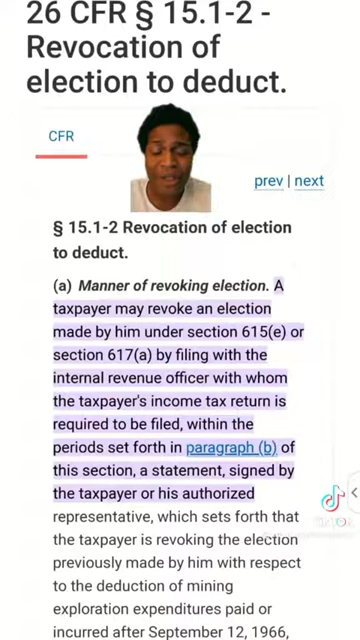 26 CFR § 15.1-2 -
Revocation of
election to deduct.
CFR
prev | next
§ 15.1-2 Revocation of election
to deduct.
(a) Manner of revoking election. A
taxpayer may revoke an election
made by him under section 615(e) or
section 617(a) by filing with the
internal revenue officer with whom
the taxpayer's income tax return is
required to be filed, within the
periods set forth in paragraph (b) of
this section, a statement, signed by
the taxpayer or his authorized
representative, which sets forth that
the taxpayer is revoking the election
previously made by him with respect
to the deduction of mining
exploration expenditures paid or
incurred after September 12, 1966,